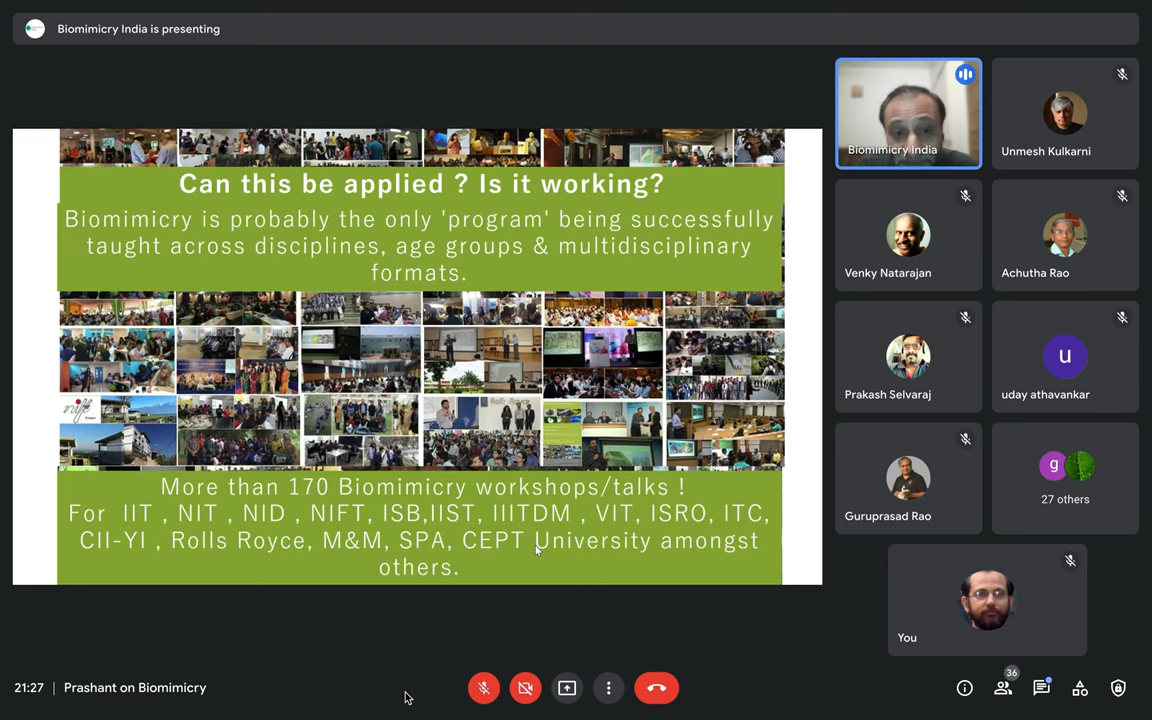 Biomimicry India is presenting
Can this be applied ? Is it working?
Biomimicry is probably the only 'program' being successfully
taught across disciplines, age groups & multidisciplinary
formats.
nift
Rolls-Royce
More than 170 Biomimicry workshops/talks !
For IIT , NIT , NID , NIFT, ISB,IIST, IIITDM , VIT, ISRO, ITC,
CII-YI , Rolls Royce, M&M, SPA, CEPT University amongst
others.
Biomimicry India
Unmesh Kulkarni
Venky Natarajan
Achutha Rao
Prakash Selvaraj
u
uday athavankar
Guruprasad Rao
g
27 others
You
21:27 | Prashant on Biomimicry
36